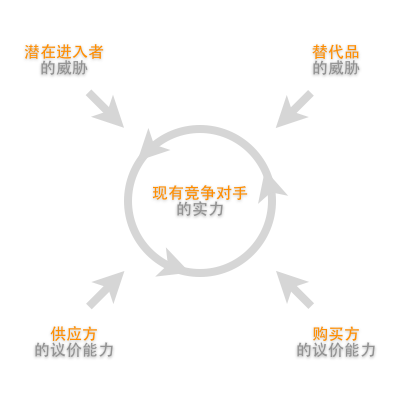 潜在进入者
的威胁
替代品
的威胁
现有竞争对手
的实力
供应方
的议价能力
购买方
的议价能力